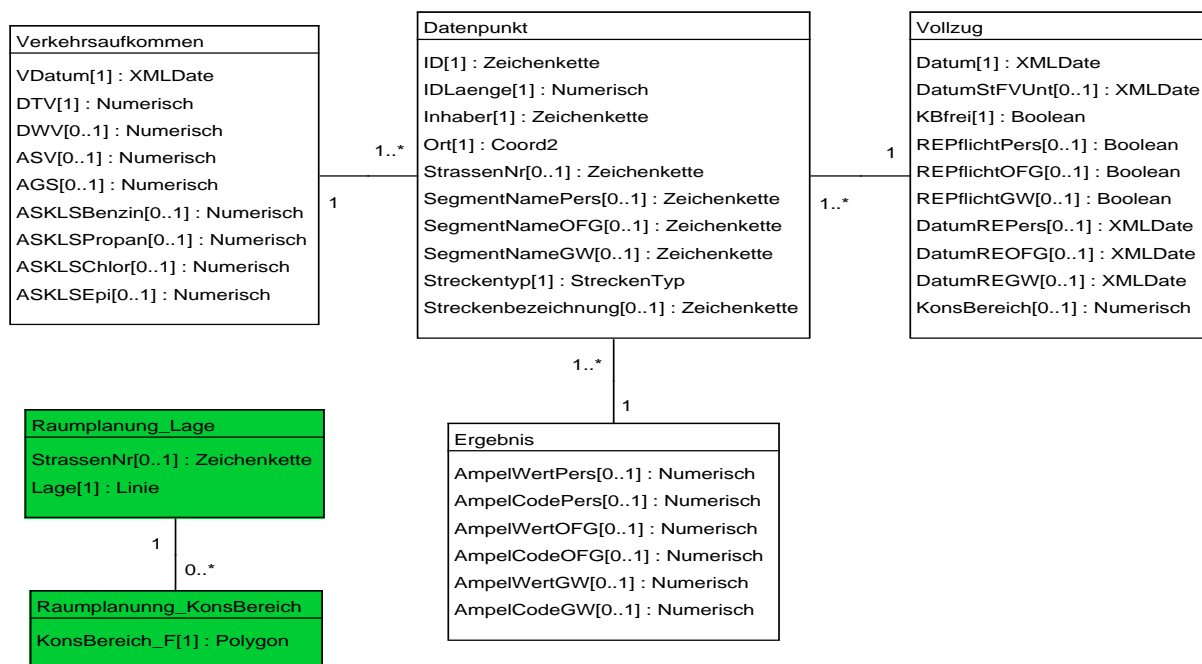 Verkehrsaufkommen
VDatum[1] : XMLDate
DTV[1] : Numerisch
DWV[0..1] : Numerisch
ASV[0..1] : Numerisch
AGS[0..1] : Numerisch
ASKLSBenzin[0..1] : Numerisch
ASKLSPropan[0..1] : Numerisch
ASKLSChlor[0..1] : Numerisch
ASKLSEpi[0..1] : Numerisch
1..*
1
Datenpunkt
ID[1] : Zeichenkette
IDLaenge[1] : Numerisch
Inhaber[1] : Zeichenkette
Ort[1] : Coord2
StrassenNr[0..1] : Zeichenkette
SegmentNamePers[0..1] : Zeichenkette
SegmentNameOFG[0..1] : Zeichenkette
SegmentNameGW[0..1] : Zeichenkette
Streckentyp[1] : StreckenTyp
Streckenbezeichnung[0..1] : Zeichenkette
1
1..*
Vollzug
Datum[1] : XMLDate
DatumStFVUnt[0..1] : XMLDate
KBfrei[1] : Boolean
REPflichtPers[0..1] : Boolean
REPflichtOFG[0..1] : Boolean
REPflichtGW[0..1] : Boolean
DatumREPers[0..1] : XMLDate
DatumREOFG[0..1] : XMLDate
DatumREGW[0..1] : XMLDate
KonsBereich[0..1] : Numerisch
1..*
1
Raumplanung_Lage
StrassenNr[0..1] : Zeichenkette
Lage[1] : Linie
1
0..*
Raumplanunng_KonsBereich
KonsBereich_F[1] : Polygon
Ergebnis
AmpelWertPers[0..1] : Numerisch
AmpelCodePers[0..1] : Numerisch
AmpelWertOFG[0..1] : Numerisch
AmpelCodeOFG[0..1] : Numerisch
AmpelWertGW[0..1] : Numerisch
AmpelCodeGW[0..1] : Numerisch